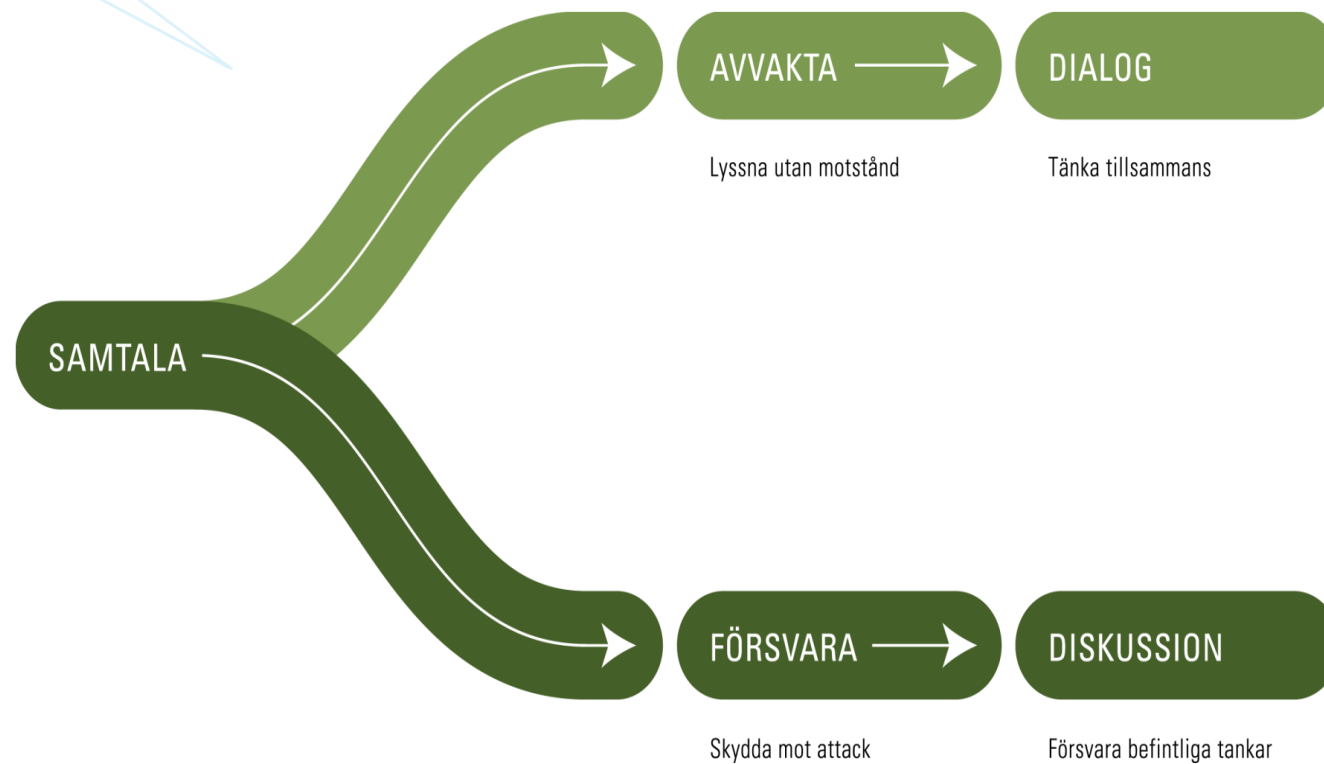 AVVAKTA
DIALOG
Lyssna utan motstånd
Tänka tillsammans
SAMTALA
FÖRSVARA
DISKUSSION
Skydda mot attack
Försvara befintliga tankar